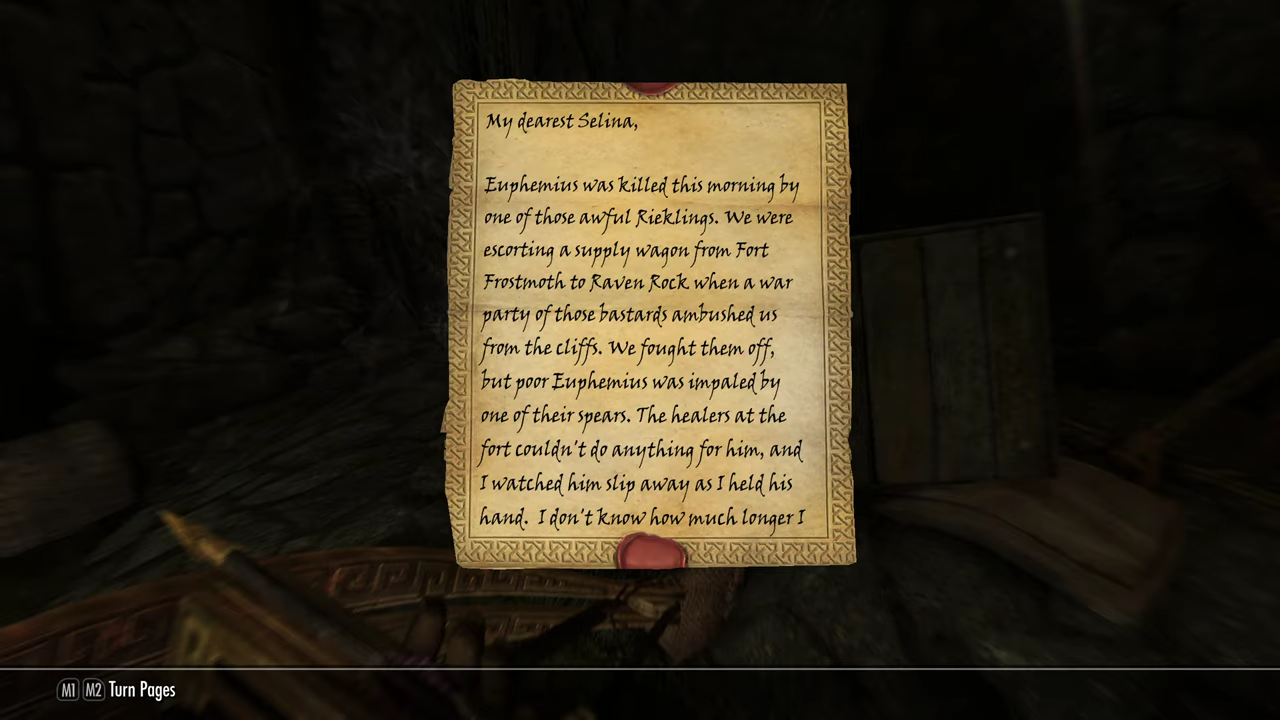 My dearest Selina,
Euphemius was killed this morning by
one of those awful Rieklings. We were
escorting a supply wagon from Fort
Frostmoth to Raven Rock when a war
party of those bastards ambushed us
from the cliffs. We fought them off,
but poor Euphemius was impaled by
one of their spears. The healers at the
fort couldn't do anything for him, and
I watched him slip away as I held his
hand. I don't know how much longer I
M1 M2 Turn Pages